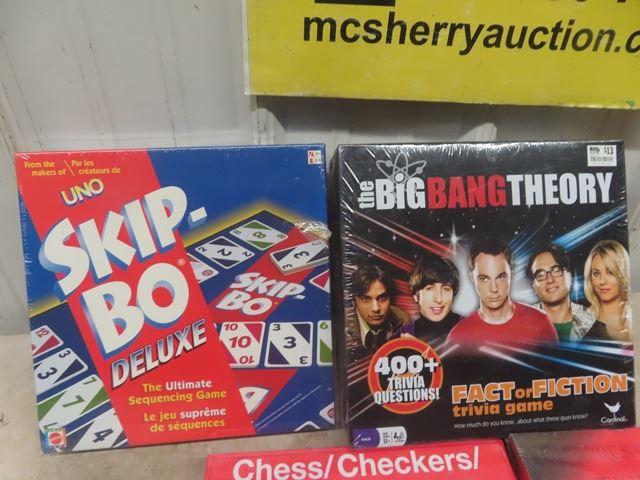 mcsherryauction.c
From the makers of
Par les créateurs de
UNO
SKIP-
BO®
DELUXE
The Ultimate
Sequencing Game
Le jeu suprême
de séquences
SKIP-
BO
MATTEL
the BIG BANG THEORY
$13
400+
TRIVIA
QUESTIONS!
FACT or FICTION
trivia game
How much do you know...about what these guys know?
Cardinal
Chess/Checkers/